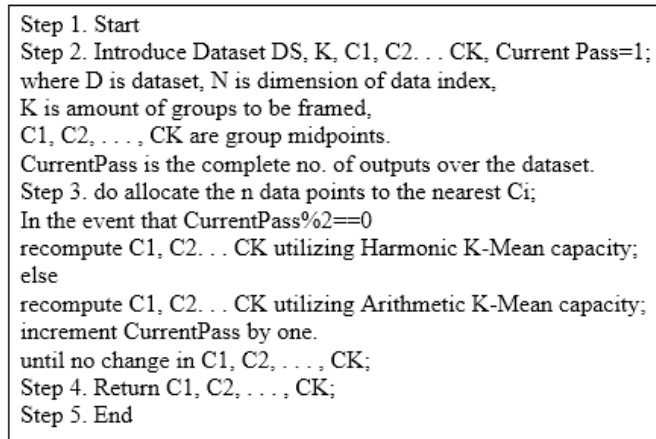 Step 1. Start
Step 2. Introduce Dataset DS, K, C1, C2. . . CK, Current Pass=1;
where D is dataset, N is dimension of data index,
K is amount of groups to be framed,
C1, C2, . . . , CK are group midpoints.
CurrentPass is the complete no. of outputs over the dataset.
Step 3. do allocate the n data points to the nearest Ci;
In the event that CurrentPass%2==0
recompute C1, C2. . . CK utilizing Harmonic K-Mean capacity;
else
recompute C1, C2. . . CK utilizing Arithmetic K-Mean capacity;
increment CurrentPass by one.
until no change in C1, C2, . . . , CK;
Step 4. Return C1, C2, . . . , CK;
Step 5. End